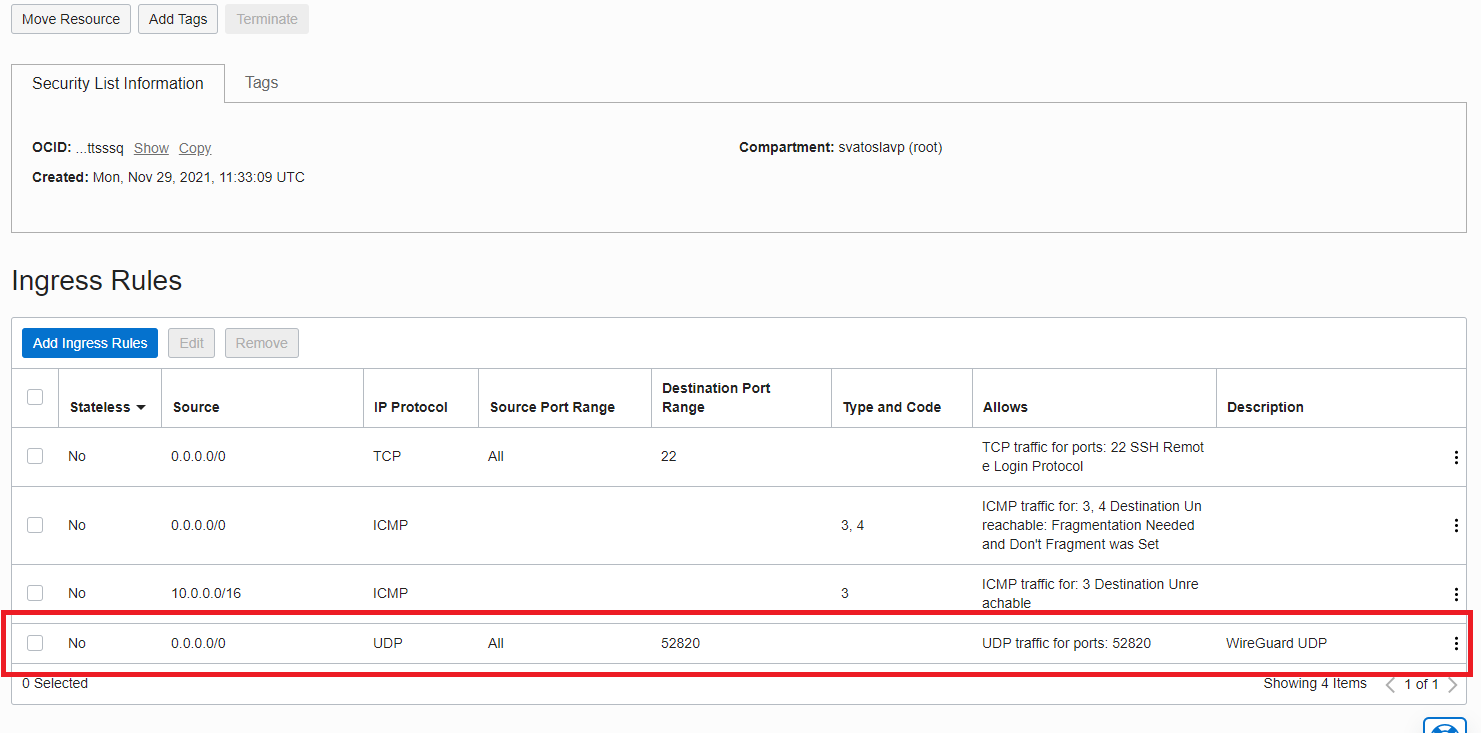 Move Resource Add Tags Terminate
Security List Information Tags
OCID: ...ttsssq Show Copy
Compartment: svatoslavp (root)
Created: Mon, Nov 29, 2021, 11:33:09 UTC
Ingress Rules
Add Ingress Rules Edit Remove
Stateless Source IP Protocol Source Port Range Destination Port Range Type and Code Allows Description
No 0.0.0.0/0 TCP All 22 TCP traffic for ports: 22 SSH Remot
e Login Protocol
No 0.0.0.0/0 ICMP 3, 4 ICMP traffic for: 3, 4 Destination Un
reachable: Fragmentation Needed
and Don't Fragment was Set
No 10.0.0.0/16 ICMP 3 ICMP traffic for: 3 Destination Unre
achable
No 0.0.0.0/0 UDP All 52820 UDP traffic for ports: 52820 WireGuard UDP
0 Selected Showing 4 Items 1 of 1